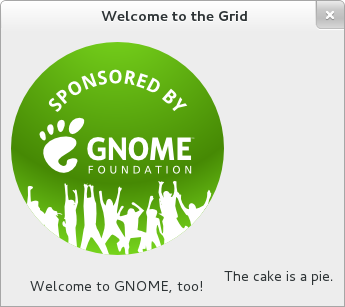 Welcome to the Grid
SPONSORED BY
GNOME
FOUNDATION
The cake is a pie.
Welcome to GNOME, too!